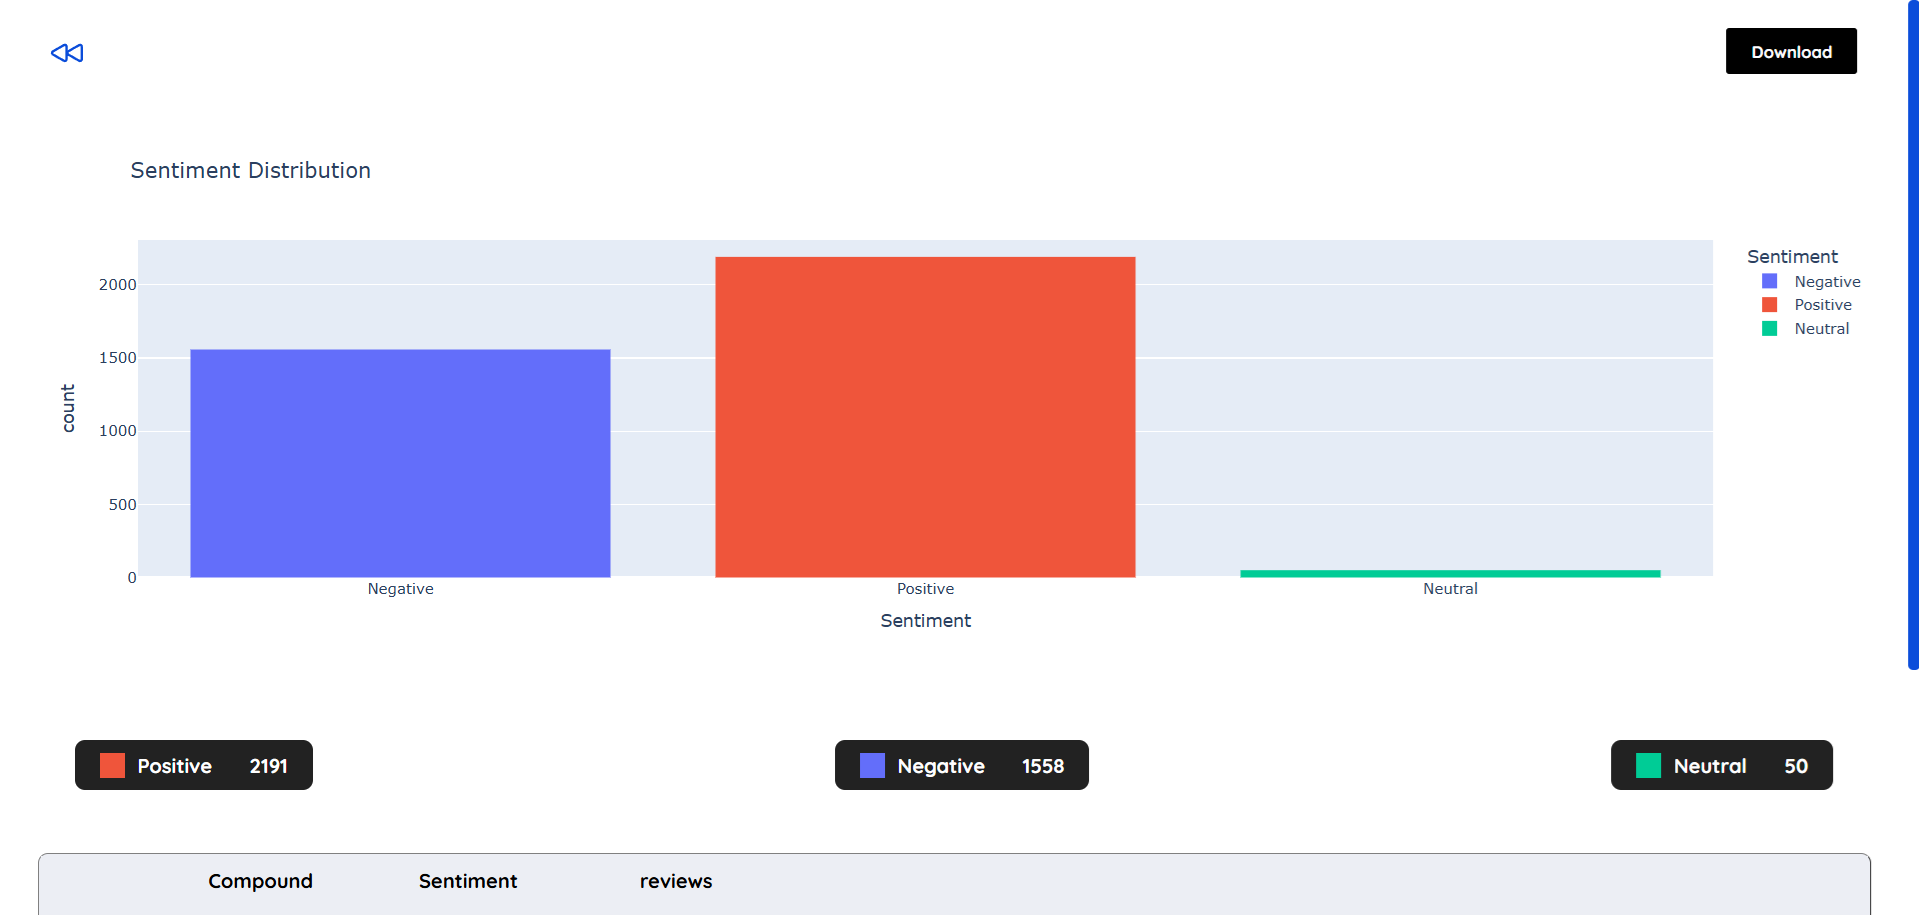 Download
Sentiment Distribution
2000
1500
1000
500
0
count
Negative
Positive
Neutral
Sentiment
Sentiment
Negative
Positive
Neutral
Positive 2191
Negative 1558
Neutral 50
Compound Sentiment reviews